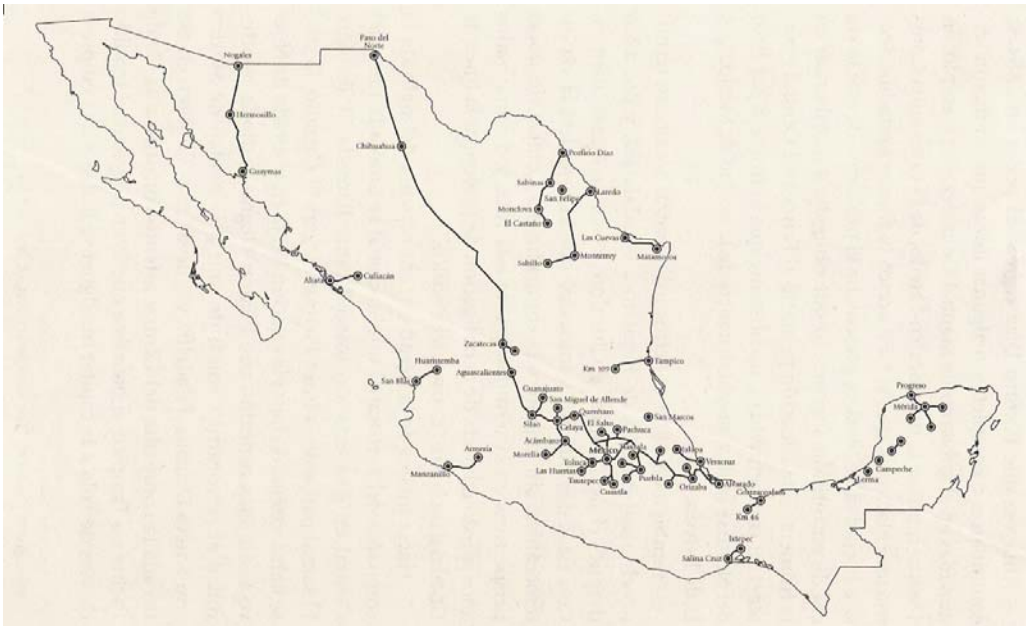 Paso del
Norte
Nogales
Hermosillo
Guaymas
Chihuahua
Porfirio Díaz
Sabinas
San Felipe
Laredo
Monclova
El Castaño
Las Cuevas
Matamoros
Monterrey
Saltillo
Altata
Culiacán
Zacatecas
Huaristemba
San Blas
Aguascalientes
Km 109
Tampico
Guanajuato
San Miguel de Allende
Querétaro
Silao
Celaya
El Salto
Pachuca
San Marcos
Acámbaro
Morelia
México
Jalapa
Veracruz
Armería
Manzanillo
Toluca
Las Huertas
Puebla
Orizaba
Alvarado
Cuautla
Progreso
Mérida
Campeche
Lerma
Km 46
Ixtepec
Salina Cruz